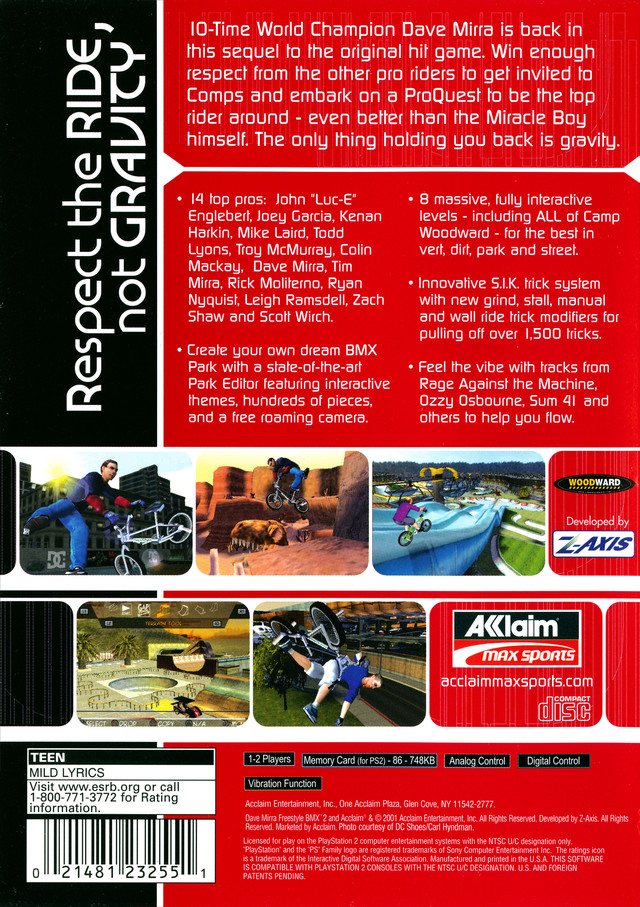 Respect the RIDE,
not GRAVITY
10-Time World Champion Dave Mirra is back in
this sequel to the original hit game. Win enough
respect from the other pro riders to get invited to
Comps and embark on a ProQuest to be the top
rider around - even better than the Miracle Boy
himself. The only thing holding you back is gravity.
• 14 top pros: John "Luc-E"
Englebert, Joey Garcia, Kenan
Harkin, Mike Laird, Todd
Lyons, Troy McMurray, Colin
Mackay, Dave Mirra, Tim
Mirra, Rick Moliterno, Ryan
Nyquist, Leigh Ramsdell, Zach
Shaw and Scott Wirch.
• Create your own dream BMX
Park with a state-of-the-art
Park Editor featuring interactive
themes, hundreds of pieces,
and a free roaming camera.
• 8 massive, fully interactive
levels - including ALL of Camp
Woodward - for the best in
vert, dirt, park and street.
• Innovative S.I.K. trick system
with new grind, stall, manual
and wall ride trick modifiers for
pulling off over 1,500 tricks.
• Feel the vibe with tracks from
Rage Against the Machine,
Ozzy Osbourne, Sum 41 and
others to help you flow.
DC
WOODWARD
Developed by
Z-AXIS
TERRAIN TOOL
SELECT DROP COPY N/A
AKKlaim
MAX SPORTS
acclaimmaxsports.com
COMPACT
disc
TEEN
MILD LYRICS
Visit www.esrb.org or call
1-800-771-3772 for Rating
information.
0 21481 23255 1
1-2 Players
Memory Card (for PS2) - 86 - 748KB
Analog Control
Digital Control
Vibration Function
Acclaim Entertainment, Inc., One Acclaim Plaza, Glen Cove, NY 11542-2777.
Dave Mirra Freestyle BMX™ 2 and Acclaim® & © 2001 Acclaim Entertainment, Inc. All Rights Reserved. Developed by Z-Axis. All Rights
Reserved. Marketed by Acclaim. Photo courtesy of DC Shoes/Carl Hyndman.
Licensed for play on the PlayStation 2 computer entertainment systems with the NTSC U/C designation only.
"PlayStation" and the "PS" Family logo are registered trademarks of Sony Computer Entertainment Inc. The ratings icon
is a trademark of the Interactive Digital Software Association. Manufactured and printed in the U.S.A. THIS SOFTWARE
IS COMPATIBLE WITH PLAYSTATION 2 CONSOLES WITH THE NTSC U/C DESIGNATION. U.S. AND FOREIGN
PATENTS PENDING.